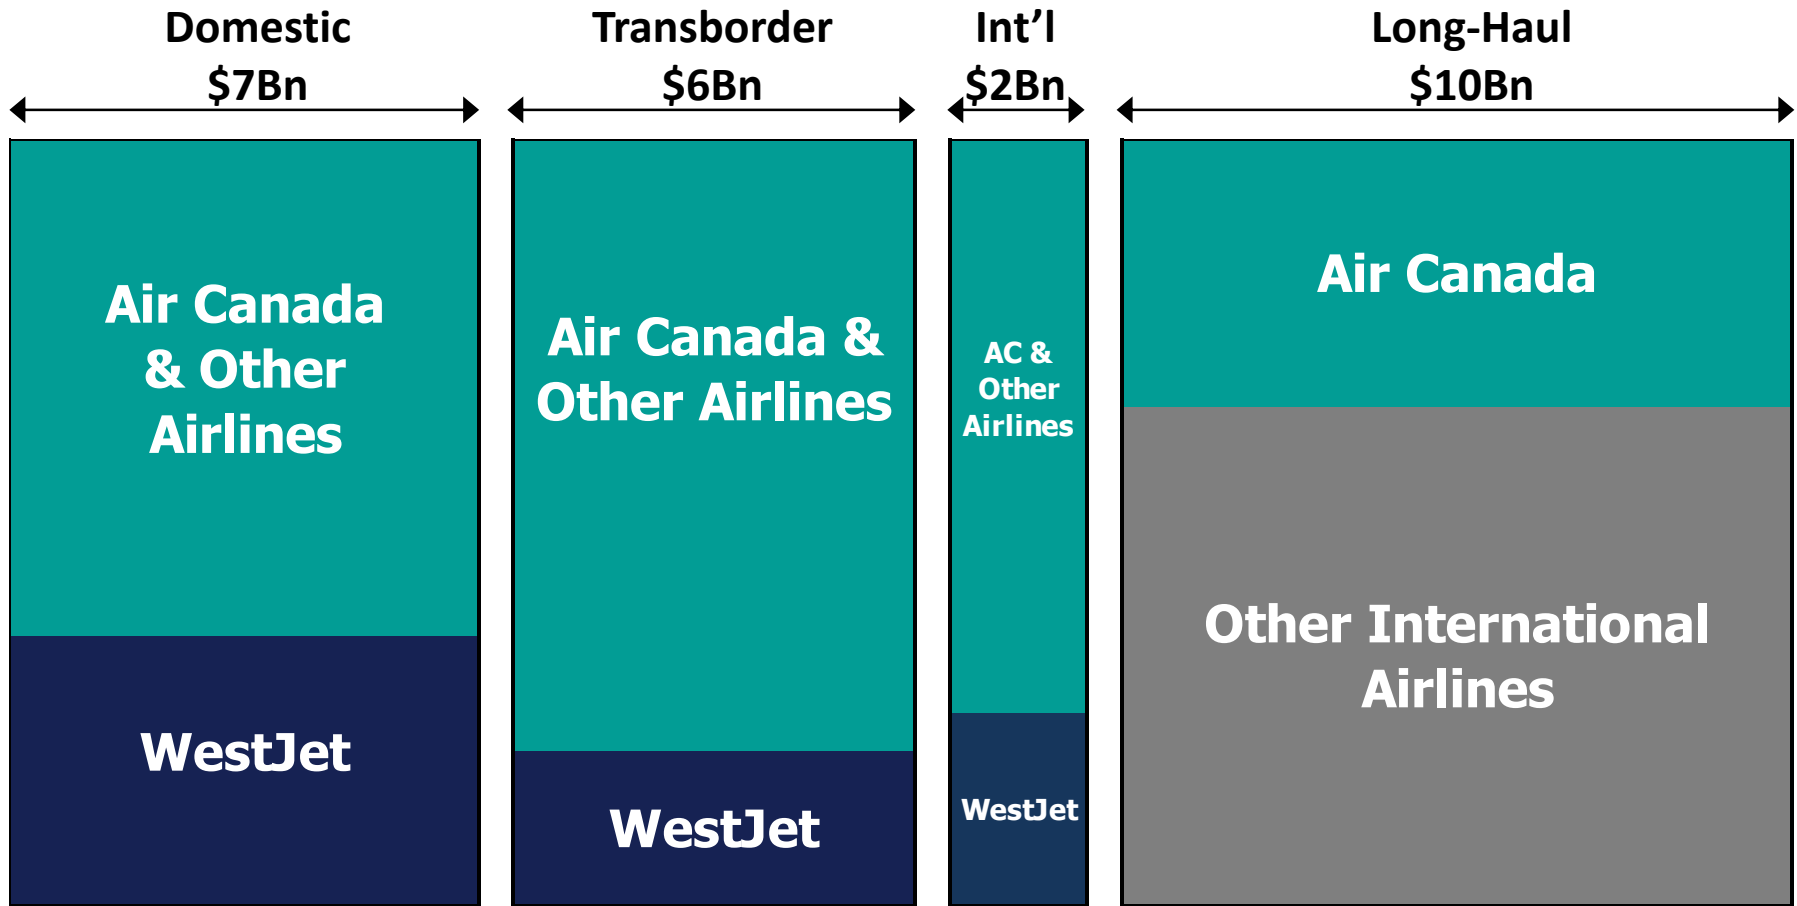 Domestic
$7Bn
Transborder
$6Bn
Int’l
$2Bn
Long-Haul
$10Bn
Air Canada
& Other
Airlines
WestJet
Air Canada &
Other Airlines
WestJet
AC &
Other
Airlines
WestJet
Air Canada
Other International
Airlines